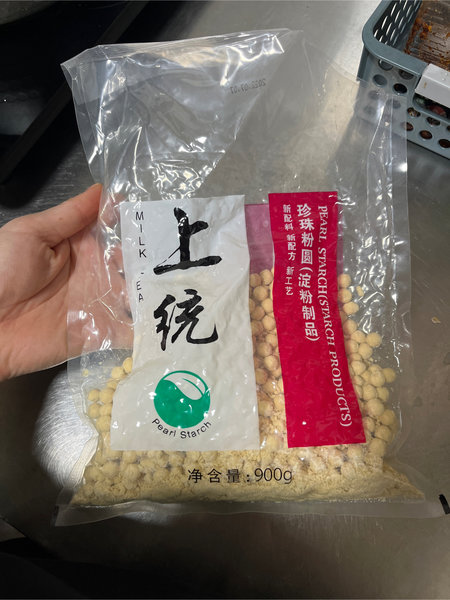 MILK TEA
上统
Pearl Starch
PEARL STARCH(STARCH PRODUCTS)
珍珠粉圆(淀粉制品)
新配料 新配方 新工艺
净含量:900g